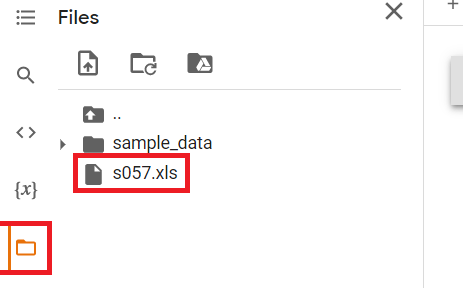 Files
..
sample_data
s057.xls
{x}